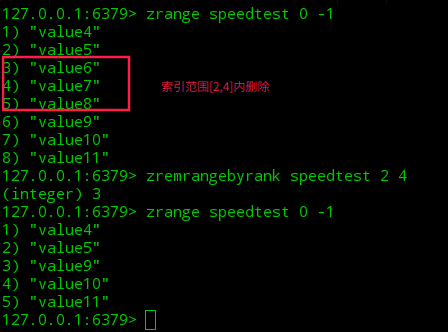 127.0.0.1:6379> zrange speedtest 0 -1
1) "value4"
2) "value5"
3) "value6"
4) "value7"
索引范围[2,4]内删除
5) "value8"
6) "value9"
7) "value10"
8) "value11"
127.0.0.1:6379> zremrangebyrank speedtest 2 4
(integer) 3
127.0.0.1:6379> zrange speedtest 0 -1
1) "value4"
2) "value5"
3) "value9"
4) "value10"
5) "value11"
127.0.0.1:6379>